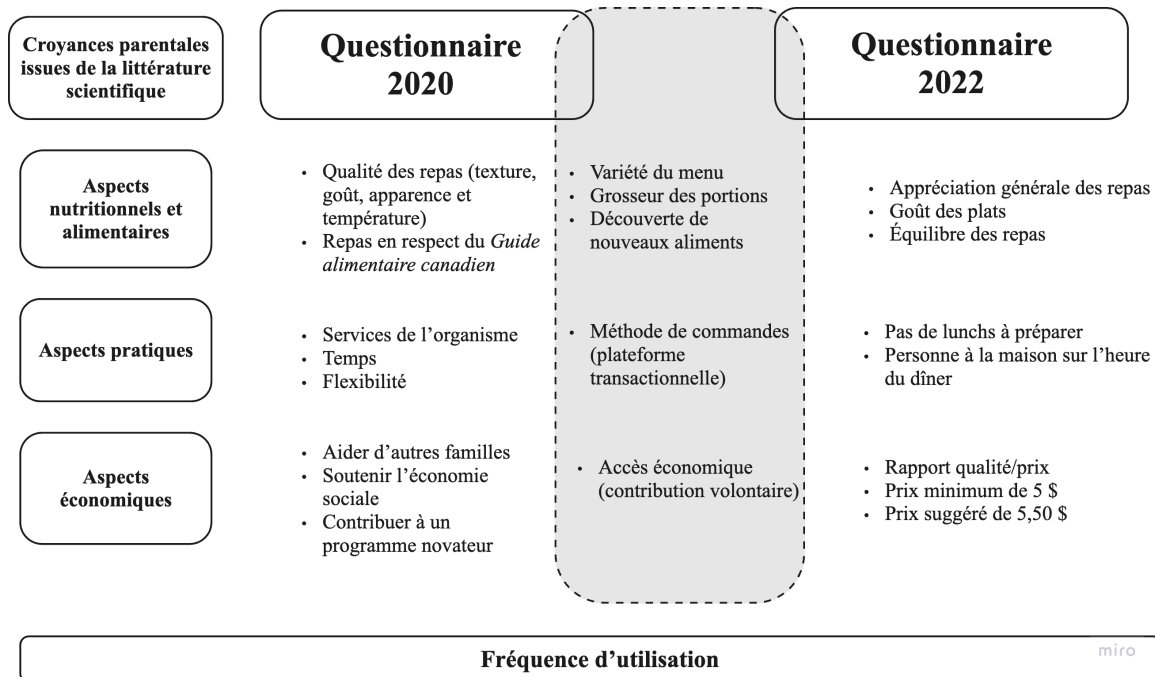 Croyances parentales
issues de la littérature
scientifique
Questionnaire
2020
Questionnaire
2022
Aspects
nutritionnels et
alimentaires
• Qualité des repas (texture,
goût, apparence et
température)
• Repas en respect du Guide
alimentaire canadien
• Variété du menu
• Grosseur des portions
• Découverte de
nouveaux aliments
• Appréciation générale des repas
• Goût des plats
• Équilibre des repas
Aspects pratiques
• Services de l’organisme
• Temps
• Flexibilité
• Méthode de commandes
(plateforme
transactionnelle)
• Pas de lunchs à préparer
• Personne à la maison sur l’heure
du dîner
Aspects
économiques
• Aider d’autres familles
• Soutenir l’économie
sociale
• Contribuer à un
programme novateur
• Accès économique
(contribution volontaire)
• Rapport qualité/prix
• Prix minimum de 5 $
• Prix suggéré de 5,50 $
Fréquence d’utilisation
miro